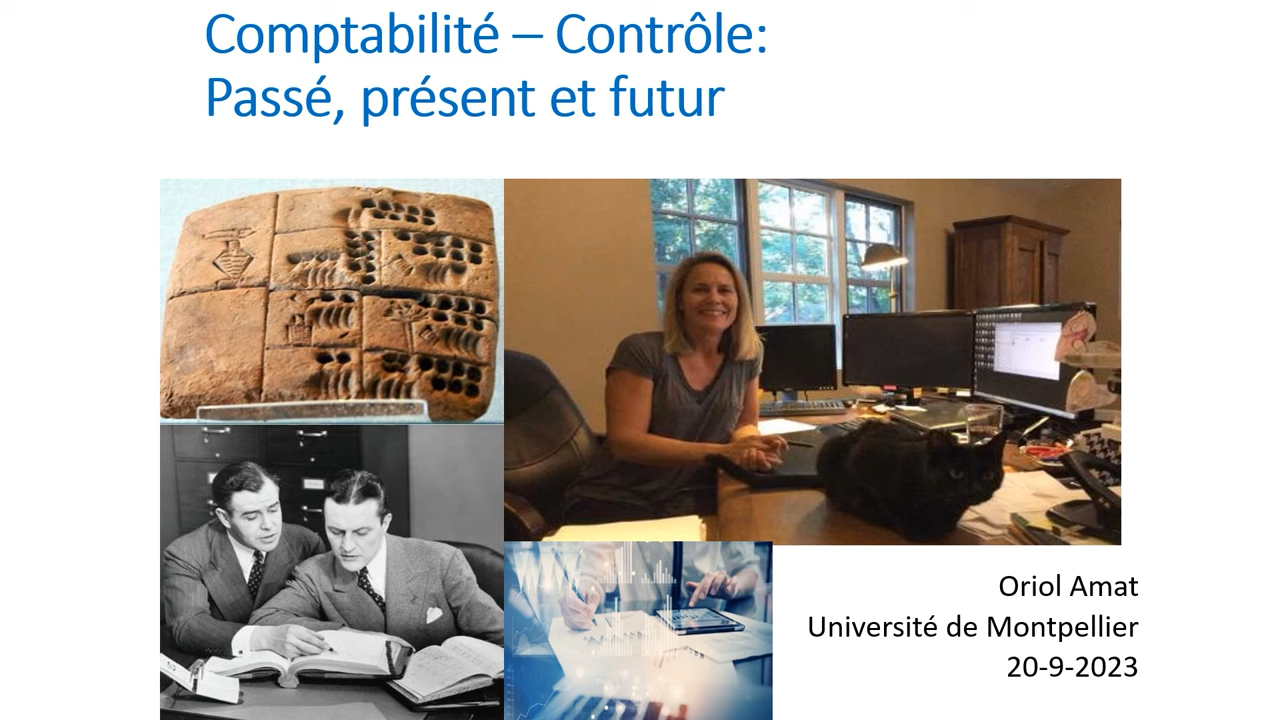 Comptabilité – Contrôle:
Passé, présent et futur
Oriol Amat
Université de Montpellier
20-9-2023